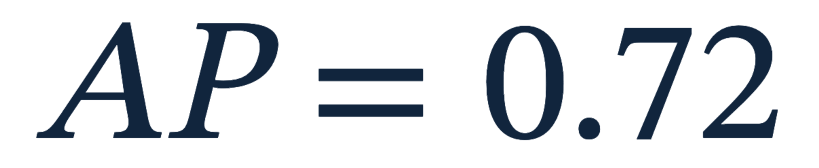 AP = 0.72